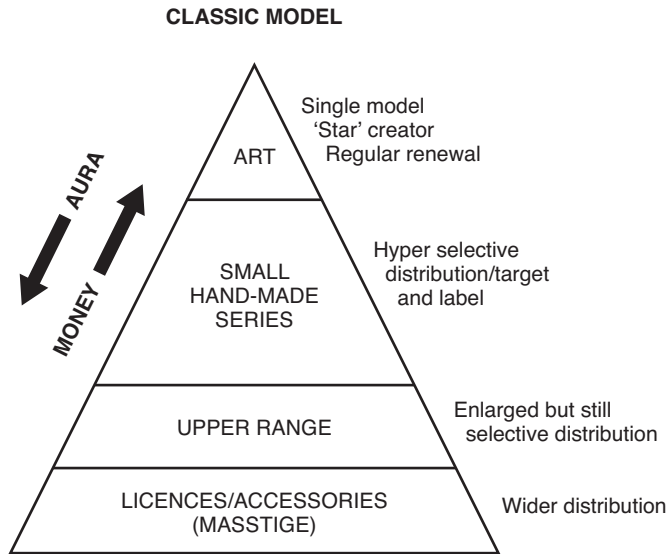 CLASSIC MODEL
Single model
‘Star’ creator
Regular renewal
ART
AURA
MONEY
SMALL
HAND-MADE
SERIES
Hyper selective
distribution/target
and label
UPPER RANGE
Enlarged but still
selective distribution
LICENCES/ACCESSORIES
(MASSTIGE)
Wider distribution